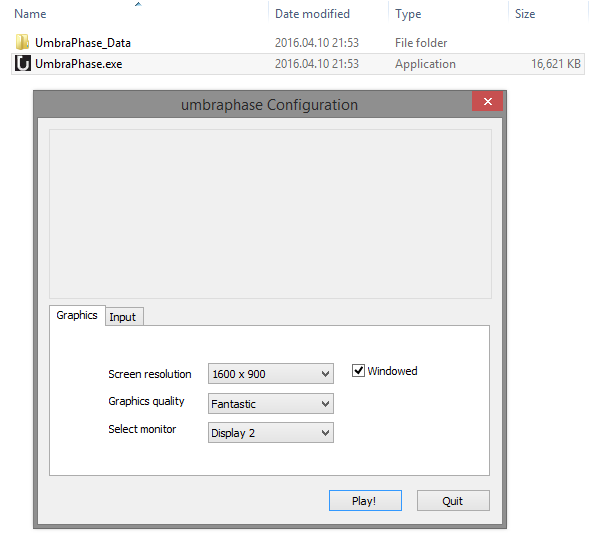 Name Date modified Type Size
UmbraPhase_Data 2016.04.10 21:53 File folder
UmbraPhase.exe 2016.04.10 21:53 Application 16,621 KB
umbraphase Configuration
Graphics Input
Screen resolution 1600 x 900 Windowed
Graphics quality Fantastic
Select monitor Display 2
Play! Quit